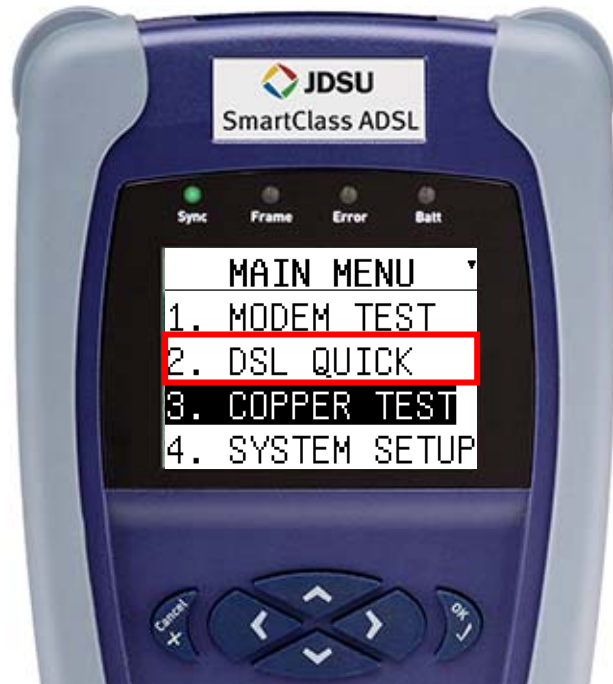 JDSU
SmartClass ADSL
Sync Frame Error Batt
MAIN MENU
1. MODEM TEST
2. DSL QUICK
3. COPPER TEST
4. SYSTEM SETUP
Cancel
OK